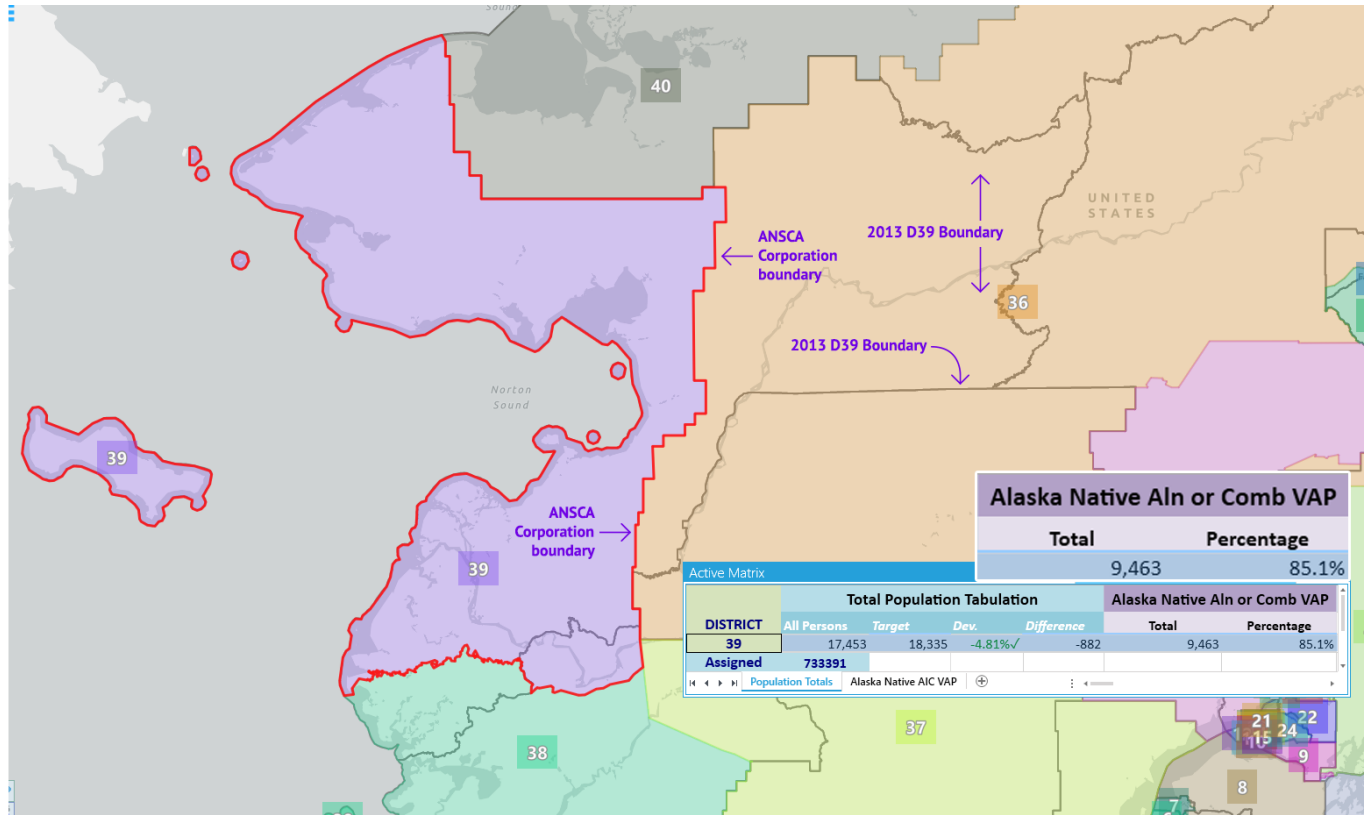 Sound
40
UNITED
STATES
2013 D39 Boundary
ANSCA
Corporation
boundary
36
2013 D39 Boundary
Norton
Sound
39
ANSCA
Corporation
boundary
39
Alaska Native Aln or Comb VAP
Total Percentage
9,463 85.1%
Active Matrix
Total Population Tabulation Alaska Native Aln or Comb VAP
DISTRICT All Persons Target Dev. Difference Total Percentage
39 17,453 18,335 -4.81%✓ -882 9,463 85.1%
Assigned 733391
Population Totals Alaska Native AIC VAP
37
38
21
22
24
15
10
9
8
7